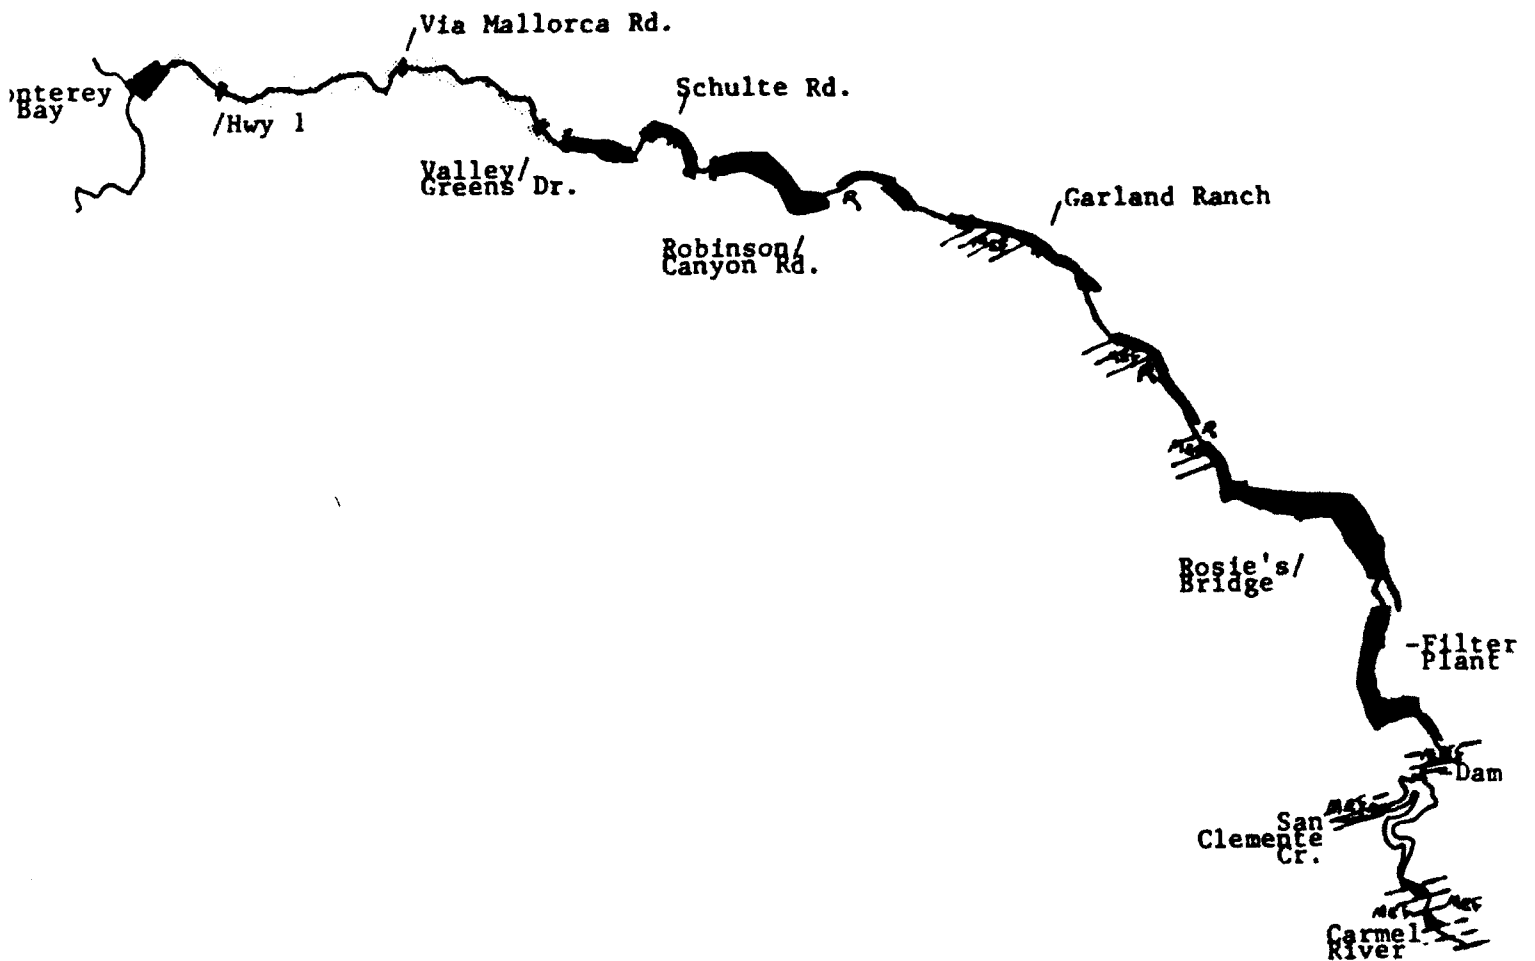 Via Mallorca Rd.
Schulte Rd.
onterey
Bay
/Hwy 1
Valley/
Greens Dr.
R
Garland Ranch
Robinson/
Canyon Rd.
R
R
Rosie's/
Bridge
-Filter
Plant
-Dam
San
Clemente
Cr.
Carmel
River